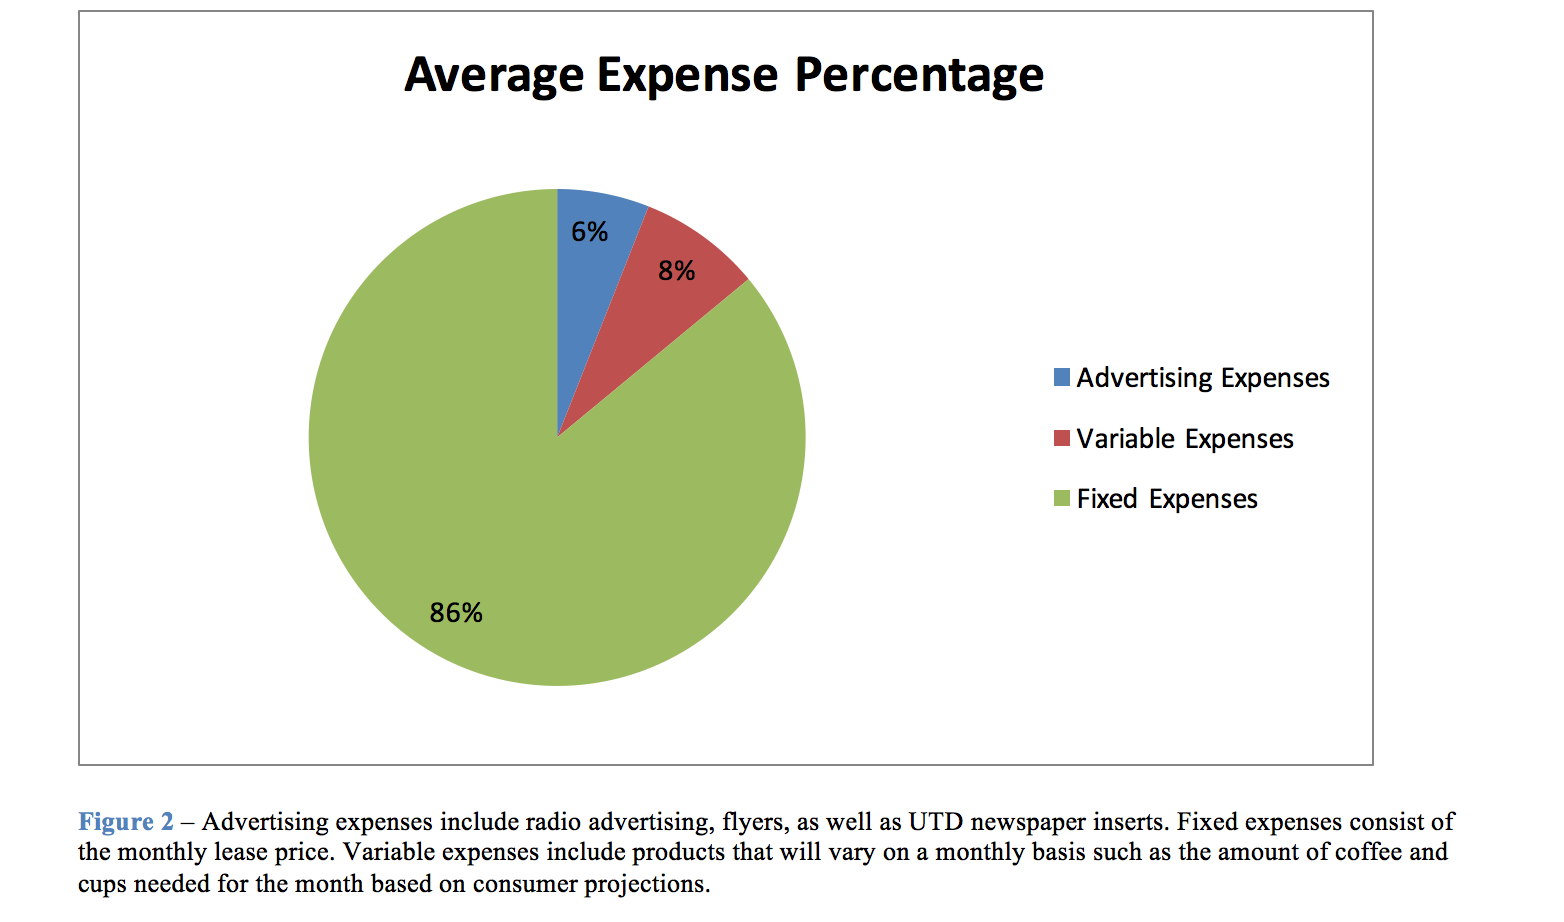 Average Expense Percentage
6%
8%
86%
Advertising Expenses
Variable Expenses
Fixed Expenses
Figure 2 – Advertising expenses include radio advertising, flyers, as well as UTD newspaper inserts. Fixed expenses consist of
the monthly lease price. Variable expenses include products that will vary on a monthly basis such as the amount of coffee and
cups needed for the month based on consumer projections.